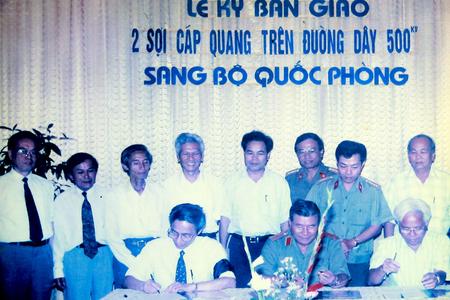 LỄ KÝ BÀN GIAO
2 SỢI CÁP QUANG TRÊN ĐƯỜNG DÂY 500KV
SANG BỘ QUỐC PHÒNG